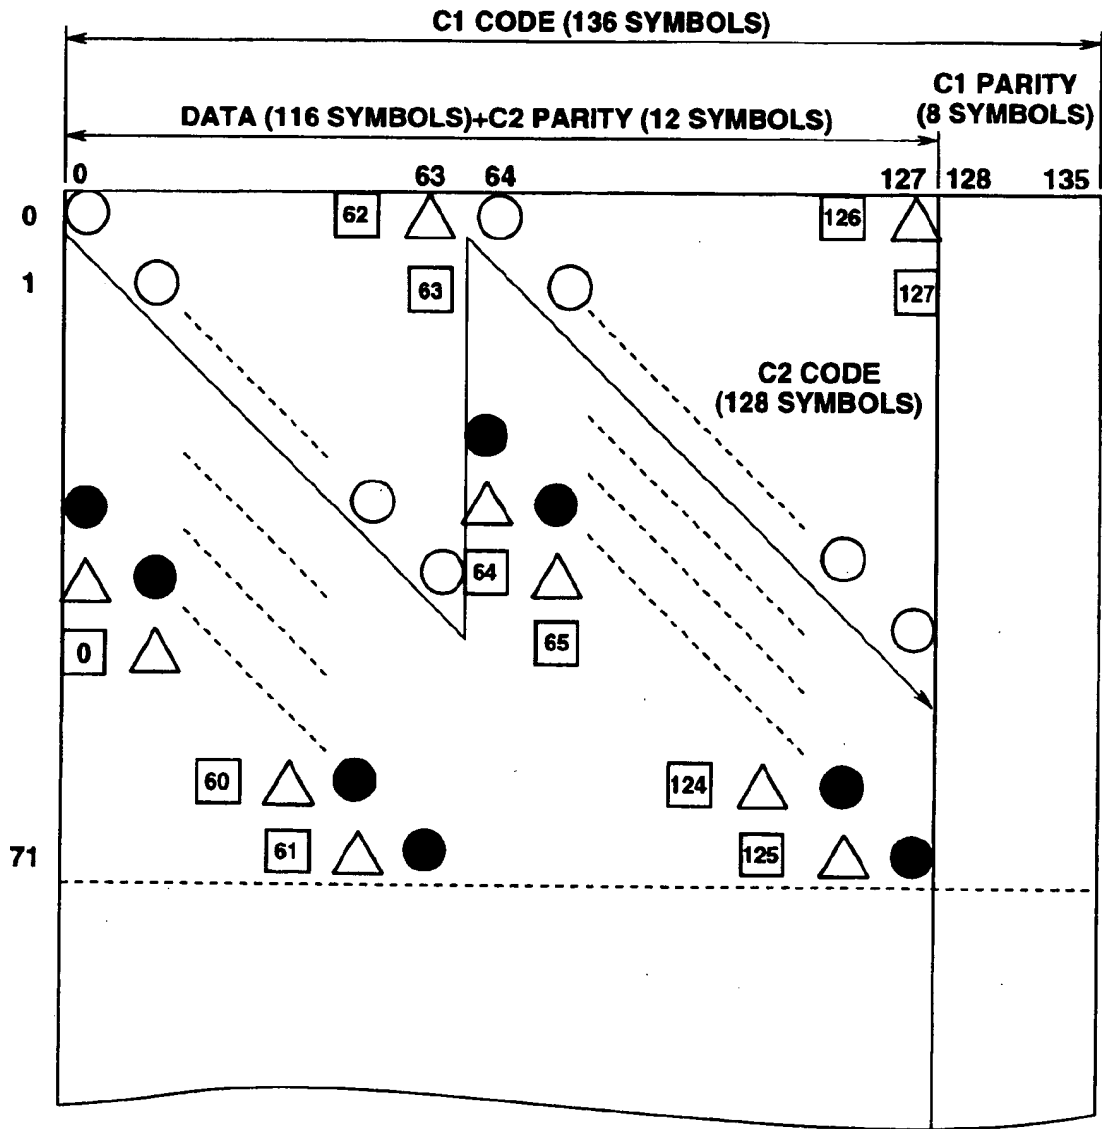 C1 CODE (136 SYMBOLS)
C1 PARITY
(8 SYMBOLS)
DATA (116 SYMBOLS)+C2 PARITY (12 SYMBOLS)
0 63 64 127 128 135
0 62 126
1 63 127
C2 CODE
(128 SYMBOLS)
64
0 65
60 124
71 61 125